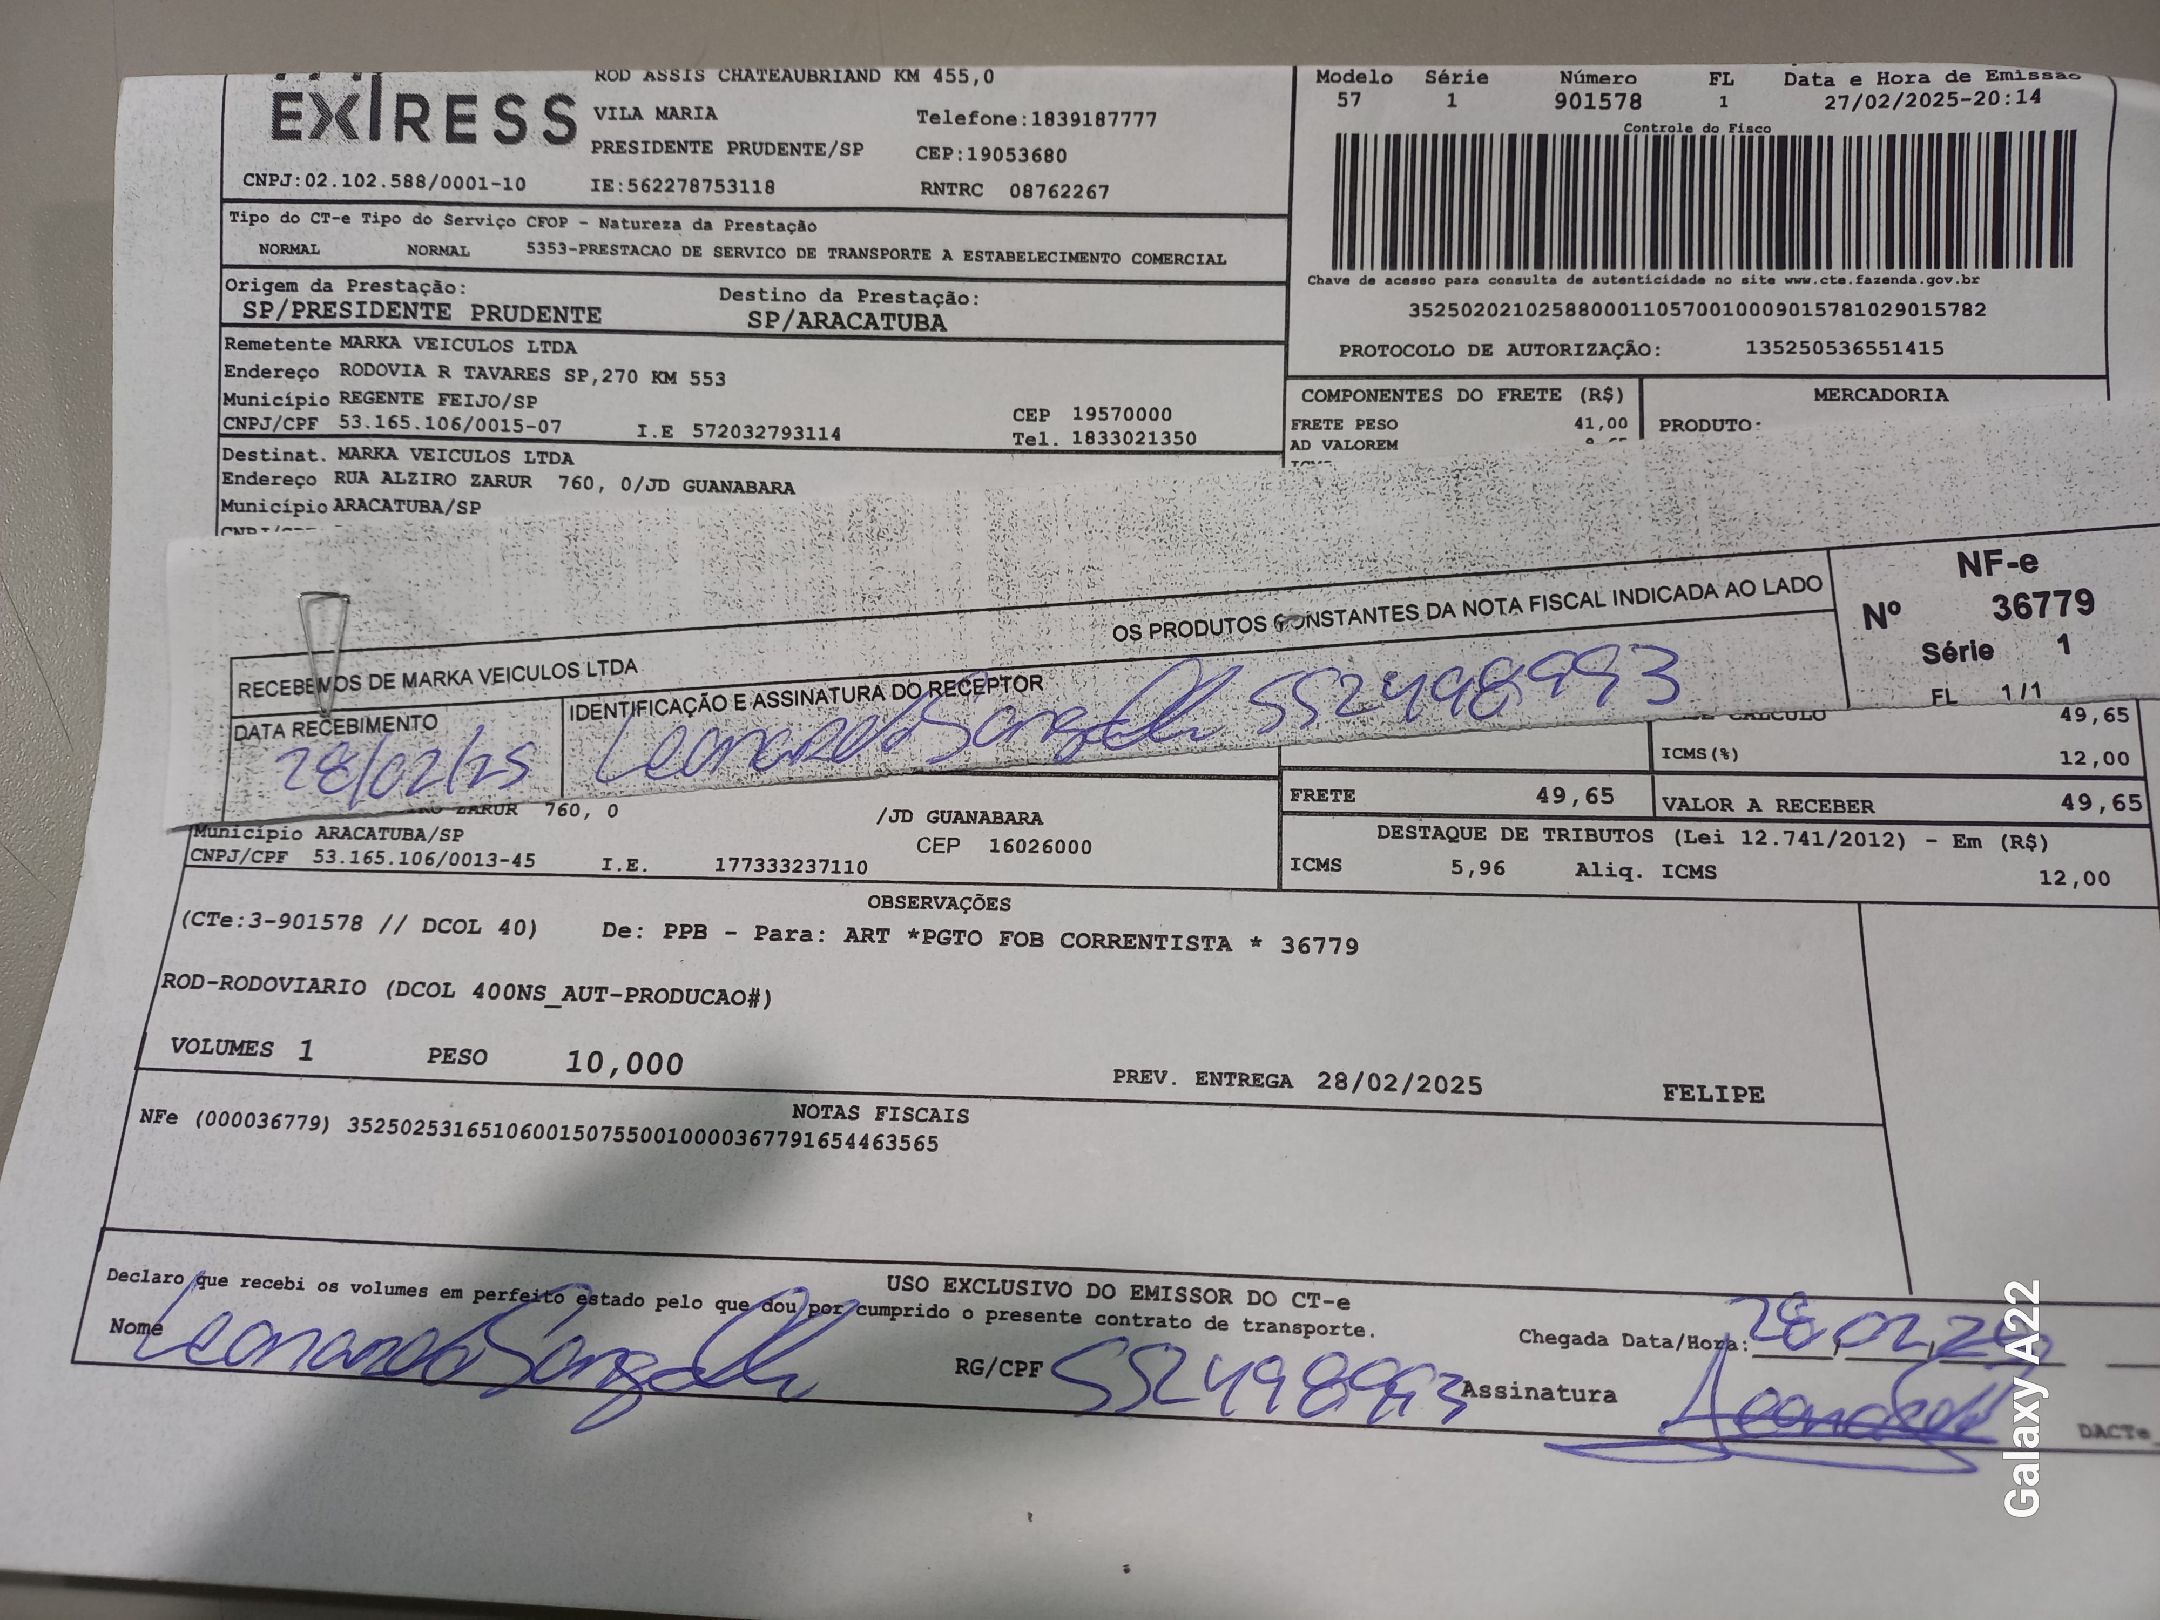 EXPRESS
ROD ASSIS CHATEAUBRIAND KM 455,0
VILA MARIA Telefone:1839187777
PRESIDENTE PRUDENTE/SP CEP:19053680
CNPJ:02.102.588/0001-10 IE:562278753118 RNTRC 08762267
Modelo Série Número FL Data e Hora de Emissão
57 1 901578 1 27/02/2025-20:14
Controle do Fisco
Chave de acesso para consulta de autenticidade no site www.cte.fazenda.gov.br
35250202102588000110570010009015781029015782
PROTOCOLO DE AUTORIZAÇÃO: 135250536551415
Tipo do CT-e Tipo do Serviço CFOP - Natureza da Prestação
NORMAL NORMAL 5353-PRESTACAO DE SERVICO DE TRANSPORTE A ESTABELECIMENTO COMERCIAL
Origem da Prestação: Destino da Prestação:
SP/PRESIDENTE PRUDENTE SP/ARACATUBA
Remetente MARKA VEICULOS LTDA
Endereço RODOVIA R TAVARES SP,270 KM 553
Município REGENTE FEIJO/SP CEP 19570000
CNPJ/CPF 53.165.106/0015-07 I.E 572032793114 Tel. 1833021350
Destinat. MARKA VEICULOS LTDA
Endereço RUA ALZIRO ZARUR 760, 0/JD GUANABARA
Município ARACATUBA/SP
COMPONENTES DO FRETE (R$) MERCADORIA
FRETE PESO 41,00 PRODUTO:
AD VALOREM
RECEBEMOS DE MARKA VEICULOS LTDA OS PRODUTOS CONSTANTES DA NOTA FISCAL INDICADA AO LADO
DATA RECEBIMENTO IDENTIFICAÇÃO E ASSINATURA DO RECEPTOR
28/02/25 Leonardo 552498993
NF-e
Nº 36779
Série 1
FL 1/1
CALCULO 49,65
ICMS(%) 12,00
FRETE 49,65 VALOR A RECEBER 49,65
DESTAQUE DE TRIBUTOS (Lei 12.741/2012) - Em (R$)
ICMS 5,96 Aliq. ICMS 12,00
ZARUR 760, 0 /JD GUANABARA
Município ARACATUBA/SP CEP 16026000
CNPJ/CPF 53.165.106/0013-45 I.E. 177333237110
OBSERVAÇÕES
(CTe:3-901578 // DCOL 40) De: PPB - Para: ART *PGTO FOB CORRENTISTA * 36779
ROD-RODOVIARIO (DCOL 400NS_AUT-PRODUCAO#)
VOLUMES 1 PESO 10,000 PREV. ENTREGA 28/02/2025 FELIPE
NOTAS FISCAIS
NFe (000036779) 35250253165106001507550010000367791654463565
USO EXCLUSIVO DO EMISSOR DO CT-e
Declaro que recebi os volumes em perfeito estado pelo que dou por cumprido o presente contrato de transporte.
Nome Leonardo RG/CPF 552498993 Chegada Data/Hora: 28,02,25
Assinatura
DACTe_
Galaxy A22